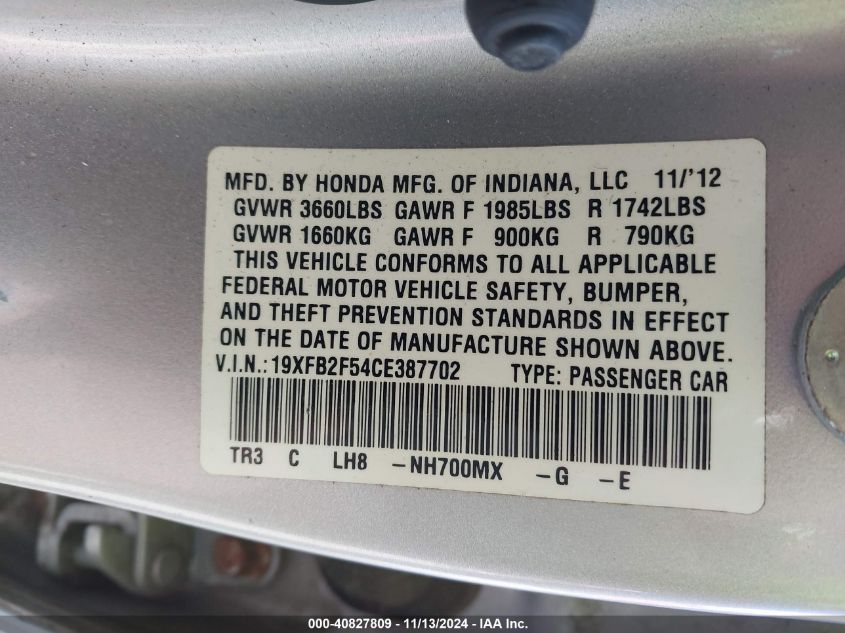 MFD. BY HONDA MFG. OF INDIANA, LLC 11/'12
GVWR 3660LBS GAWR F 1985LBS R 1742LBS
GVWR 1660KG GAWR F 900KG R 790KG
THIS VEHICLE CONFORMS TO ALL APPLICABLE
FEDERAL MOTOR VEHICLE SAFETY, BUMPER,
AND THEFT PREVENTION STANDARDS IN EFFECT
ON THE DATE OF MANUFACTURE SHOWN ABOVE.
V.I.N.:19XFB2F54CE387702 TYPE: PASSENGER CAR
TR3 C LH8 -NH700MX -G -E
000-40827809 - 11/13/2024 - IAA Inc.